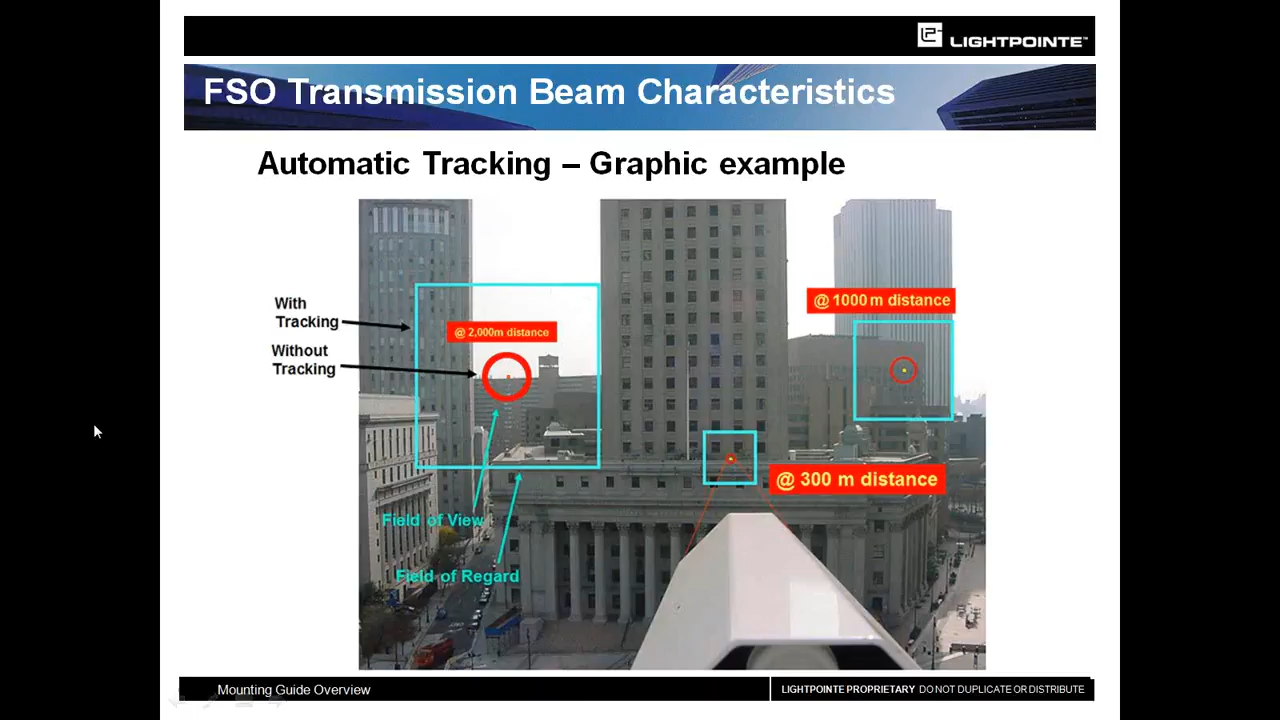 LIGHTPOINTE™
FSO Transmission Beam Characteristics
Automatic Tracking – Graphic example
With
Tracking
Without
Tracking
@ 2,000m distance
@ 1000 m distance
@ 300 m distance
Field of View
Field of Regard
Mounting Guide Overview
LIGHTPOINTE PROPRIETARY DO NOT DUPLICATE OR DISTRIBUTE